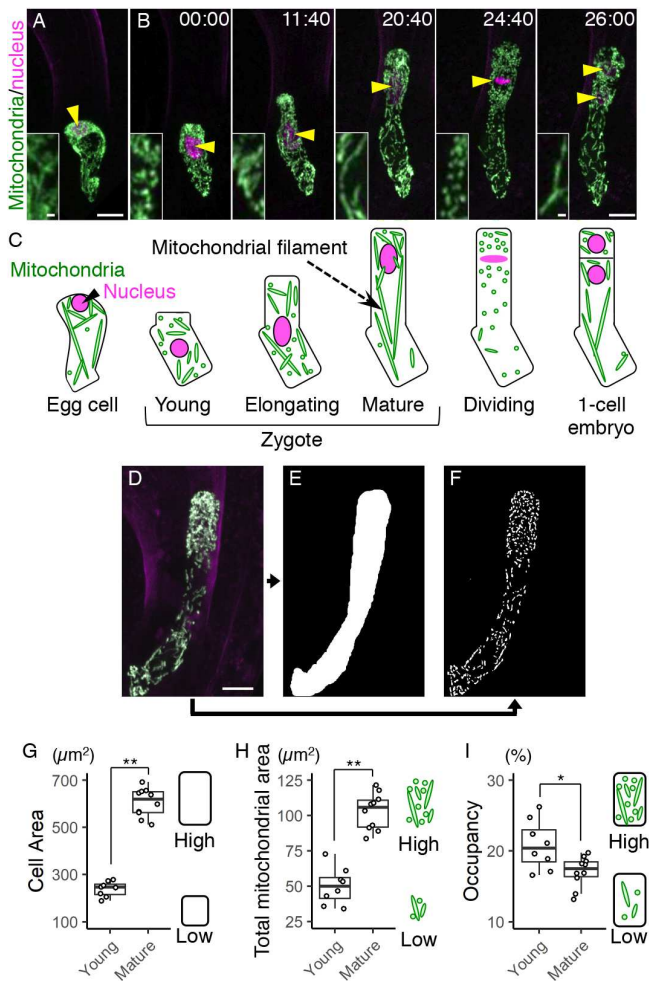 A
B
00:00
11:40
20:40
24:40
26:00
Mitochondria/nucleus
C
Mitochondrial filament
Mitochondria
Nucleus
Egg cell
Young
Elongating
Mature
Dividing
1-cell
embryo
Zygote
D
E
F
G
(µm²)
**
Cell Area
700
500
300
100
High
Low
Young
Mature
H
(µm²)
**
Total mitochondrial area
125
100
75
50
25
High
Low
Young
Mature
I
(%)
*
Occupancy
30
20
10
High
Low
Young
Mature